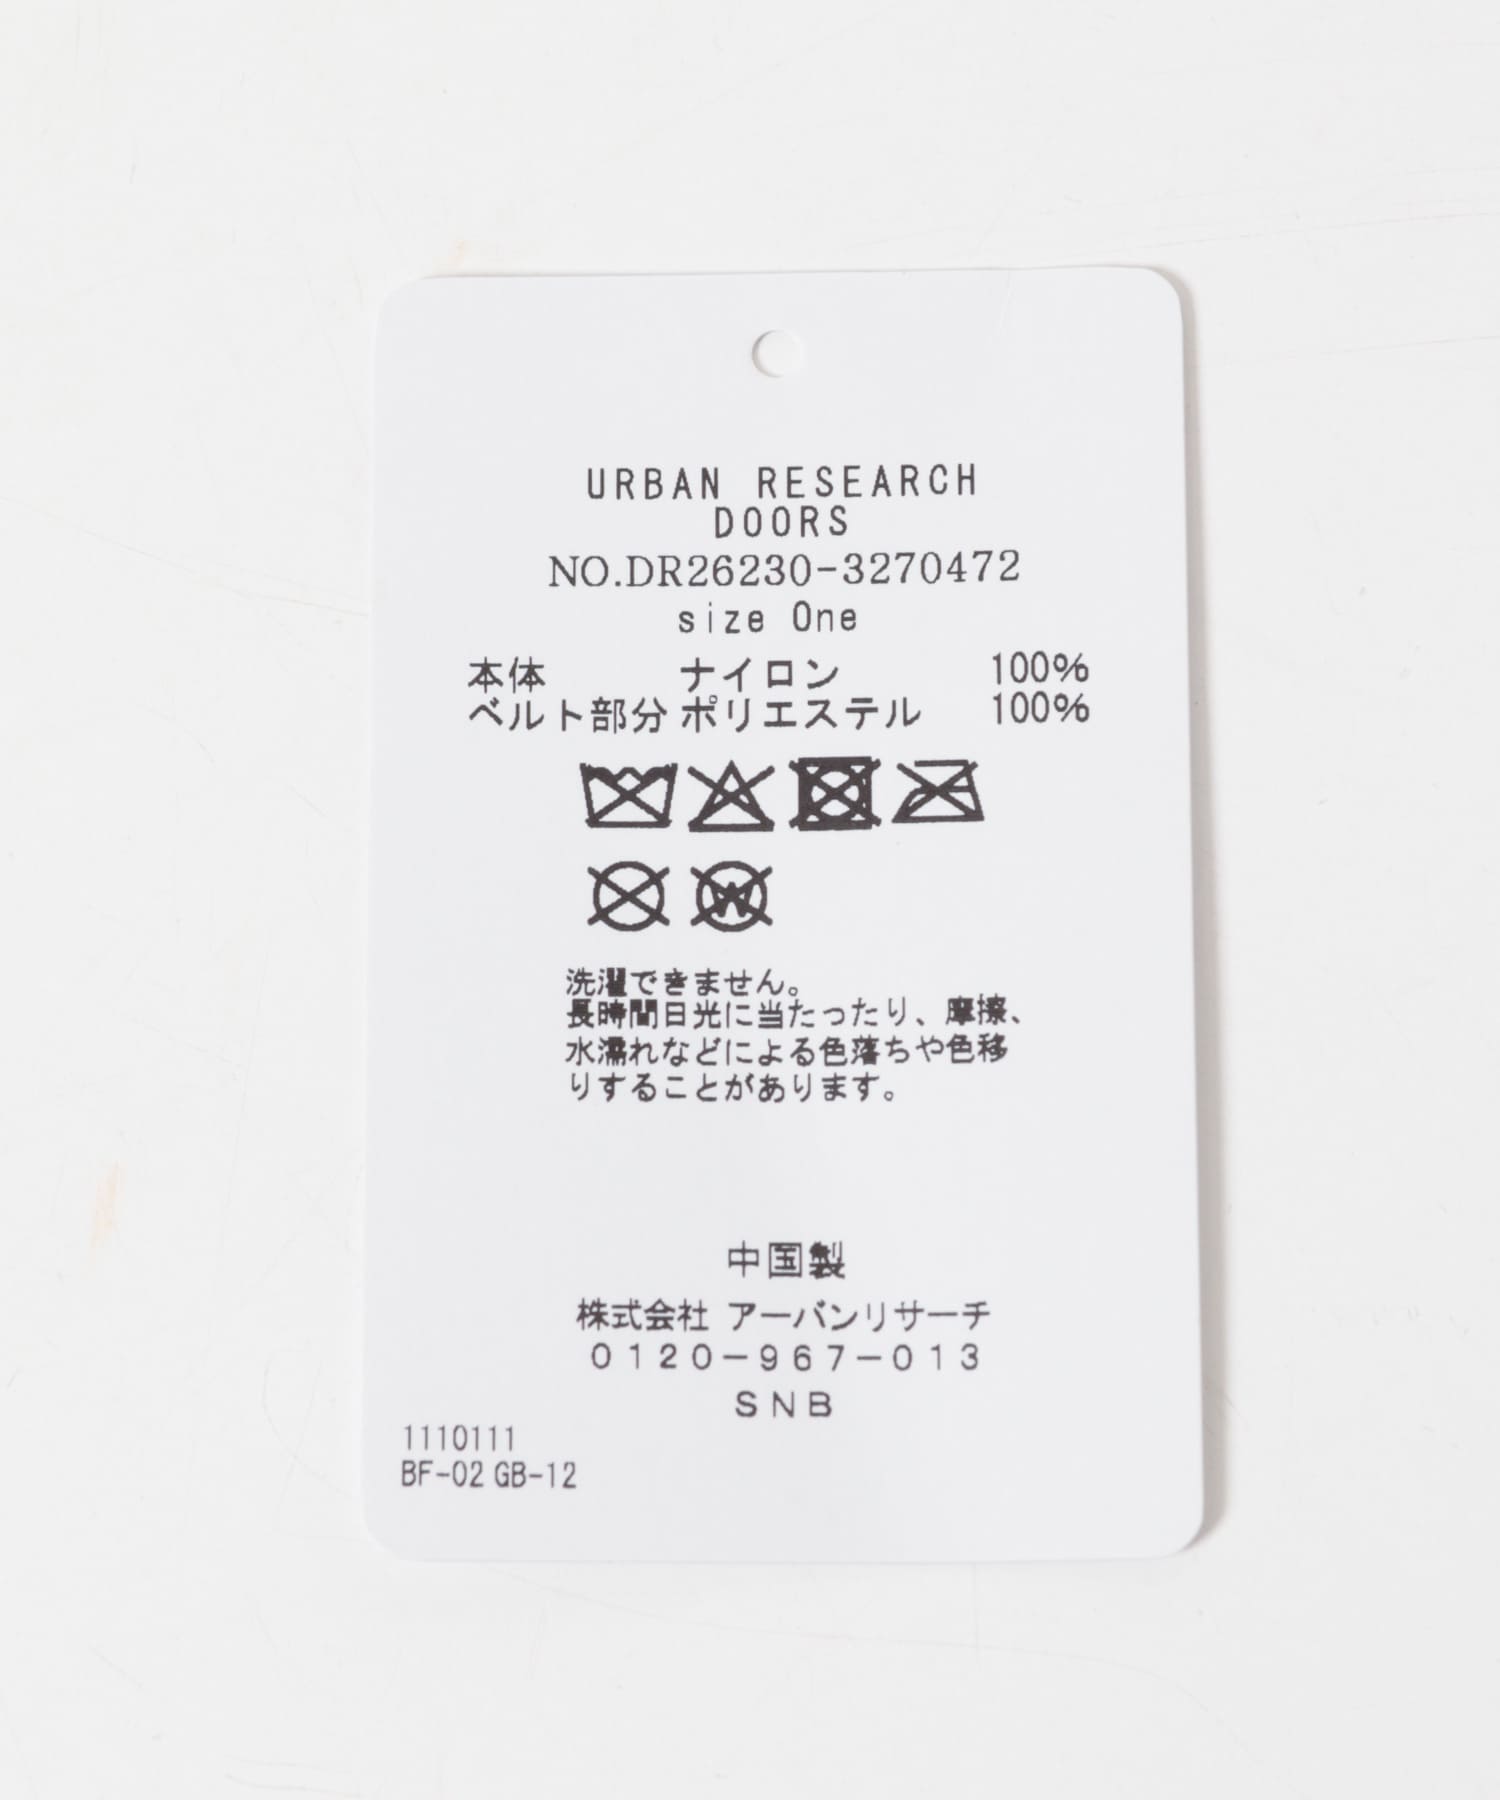 URBAN RESEARCH
DOORS
NO.DR26230-3270472
size One
本体 ナイロン 100%
ベルト部分 ポリエステル 100%
洗濯できません。
長時間日光に当たったり、摩擦、
水濡れなどによる色落ちや色移
りすることがあります。
中国製
株式会社 アーバンリサーチ
0120-967-013
SNB
1110111
BF-02 GB-12